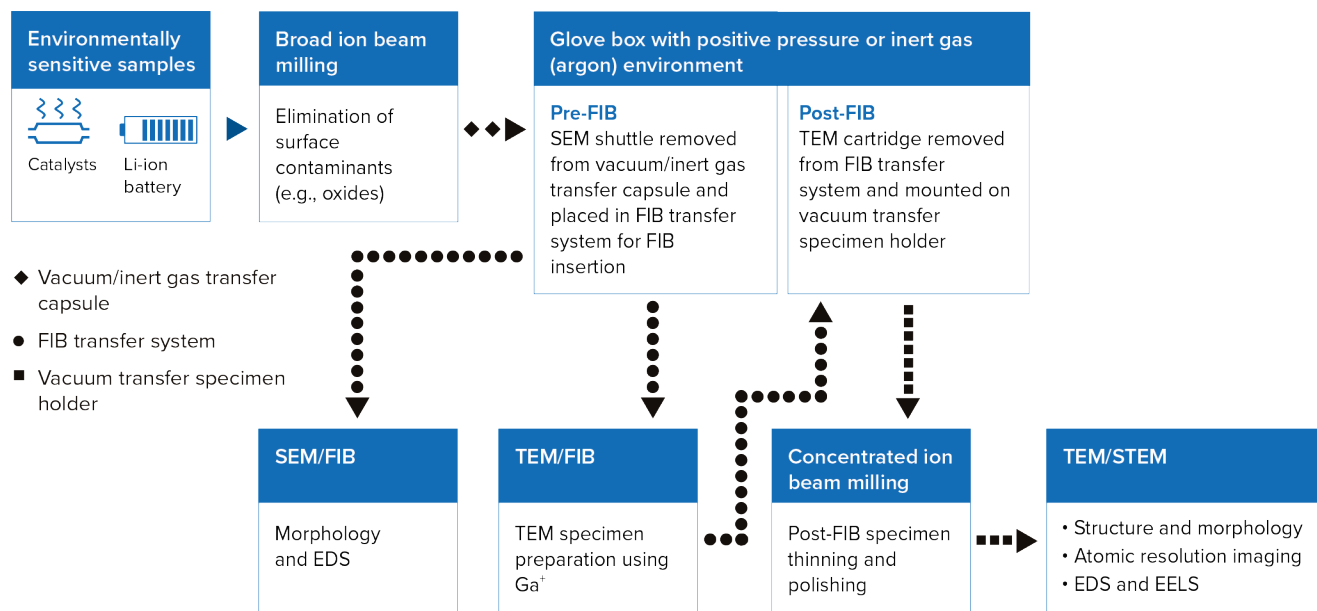 Environmentally
sensitive samples
Catalysts
Li-ion
battery
Broad ion beam
milling
Elimination of
surface
contaminants
(e.g., oxides)
Glove box with positive pressure or inert gas
(argon) environment
Pre-FIB
SEM shuttle removed
from vacuum/inert gas
transfer capsule and
placed in FIB transfer
system for FIB
insertion
Post-FIB
TEM cartridge removed
from FIB transfer
system and mounted on
vacuum transfer
specimen holder
Vacuum/inert gas transfer
capsule
FIB transfer system
Vacuum transfer specimen
holder
SEM/FIB
Morphology
and EDS
TEM/FIB
TEM specimen
preparation using
Ga⁺
Concentrated ion
beam milling
Post-FIB specimen
thinning and
polishing
TEM/STEM
• Structure and morphology
• Atomic resolution imaging
• EDS and EELS